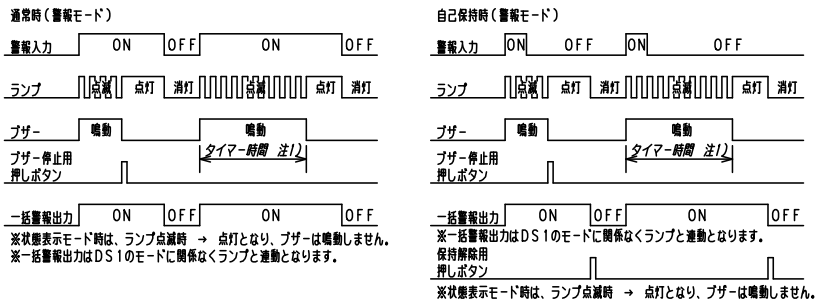 通常時(警報モード)
警報入力 ON OFF ON OFF
ランプ 点滅 点灯 消灯 点滅 点灯 消灯
ブザー 鳴動 鳴動
タイマー時間 注1)
ブザー停止用
押しボタン
一括警報出力 ON OFF ON OFF
※状態表示モード時は、ランプ点滅時 → 点灯となり、ブザーは鳴動しません。
※一括警報出力はDS1のモードに関係なくランプと連動となります。
自己保持時(警報モード)
警報入力 ON OFF ON OFF
ランプ 点滅 点灯 消灯 点滅 点灯 消灯
ブザー 鳴動 鳴動
タイマー時間 注1)
ブザー停止用
押しボタン
一括警報出力 ON OFF ON OFF
※一括警報出力はDS1のモードに関係なくランプと連動となります。
保持解除用
押しボタン
※状態表示モード時は、ランプ点滅時 → 点灯となり、ブザーは鳴動しません。